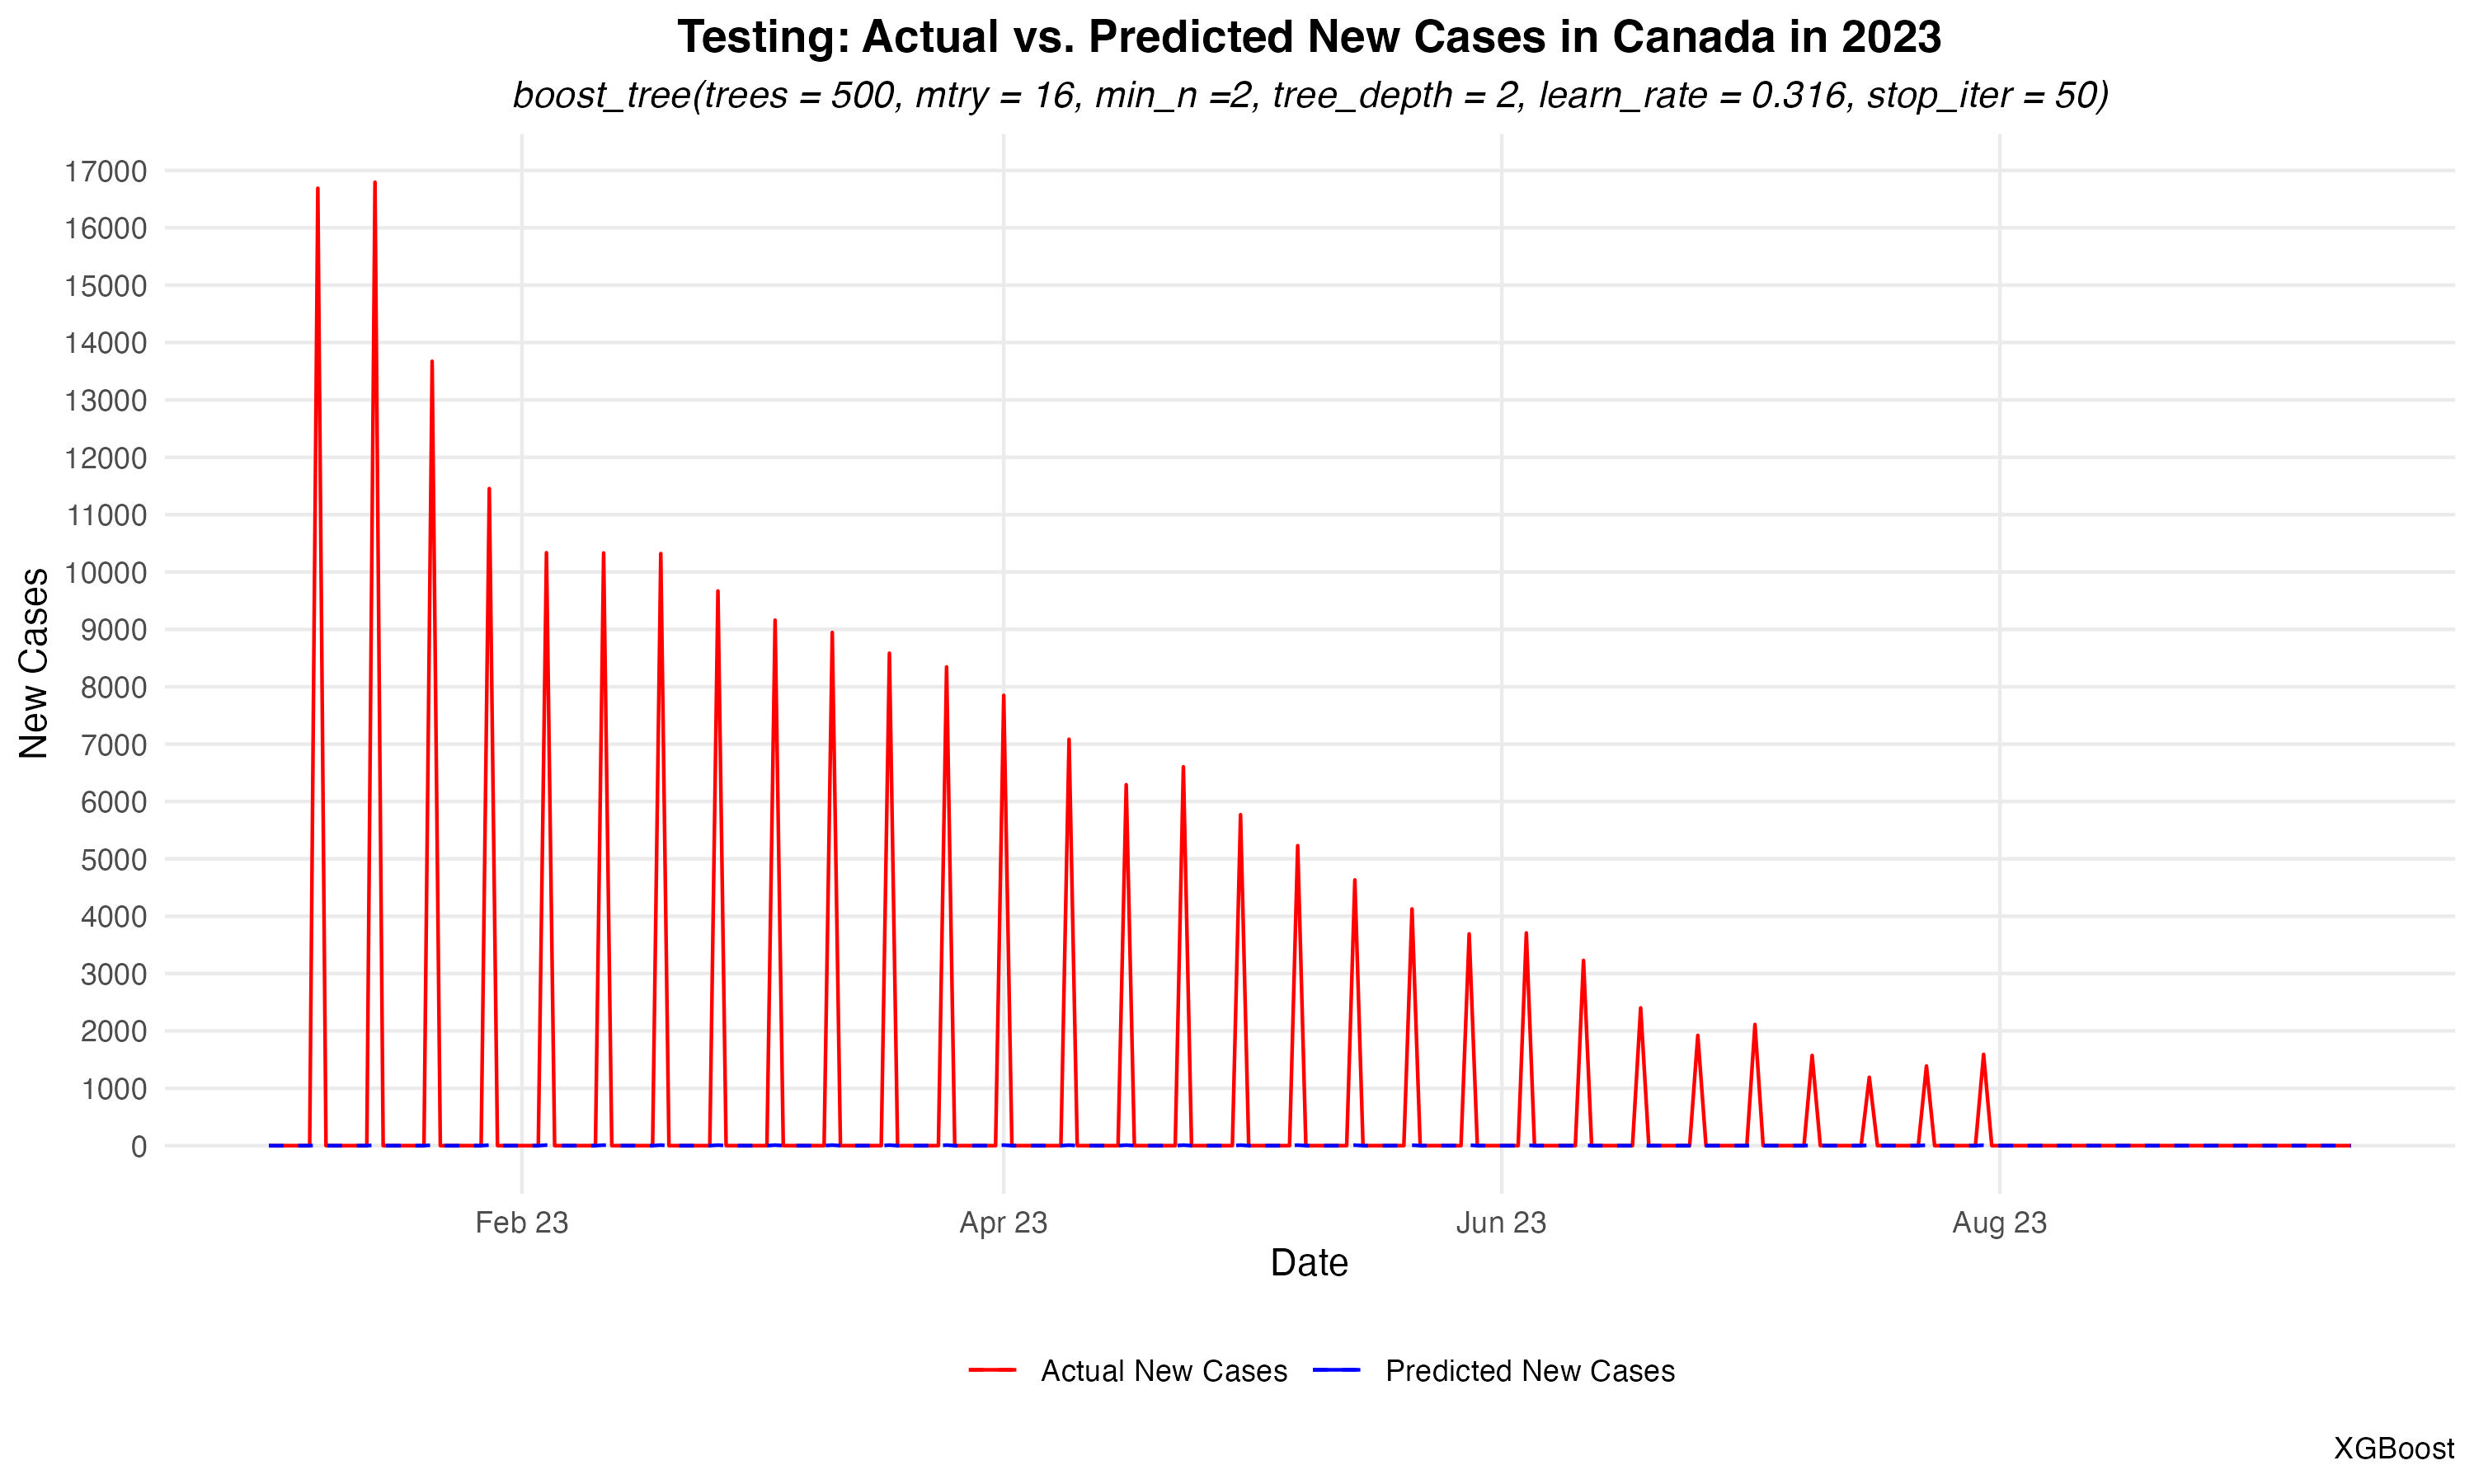 Testing: Actual vs. Predicted New Cases in Canada in 2023
boost_tree(trees = 500, mtry = 16, min_n =2, tree_depth = 2, learn_rate = 0.316, stop_iter = 50)
17000
16000
15000
14000
13000
12000
11000
10000
9000
8000
7000
6000
5000
4000
3000
2000
1000
0
New Cases
Feb 23
Apr 23
Jun 23
Aug 23
Date
Actual New Cases
Predicted New Cases
XGBoost